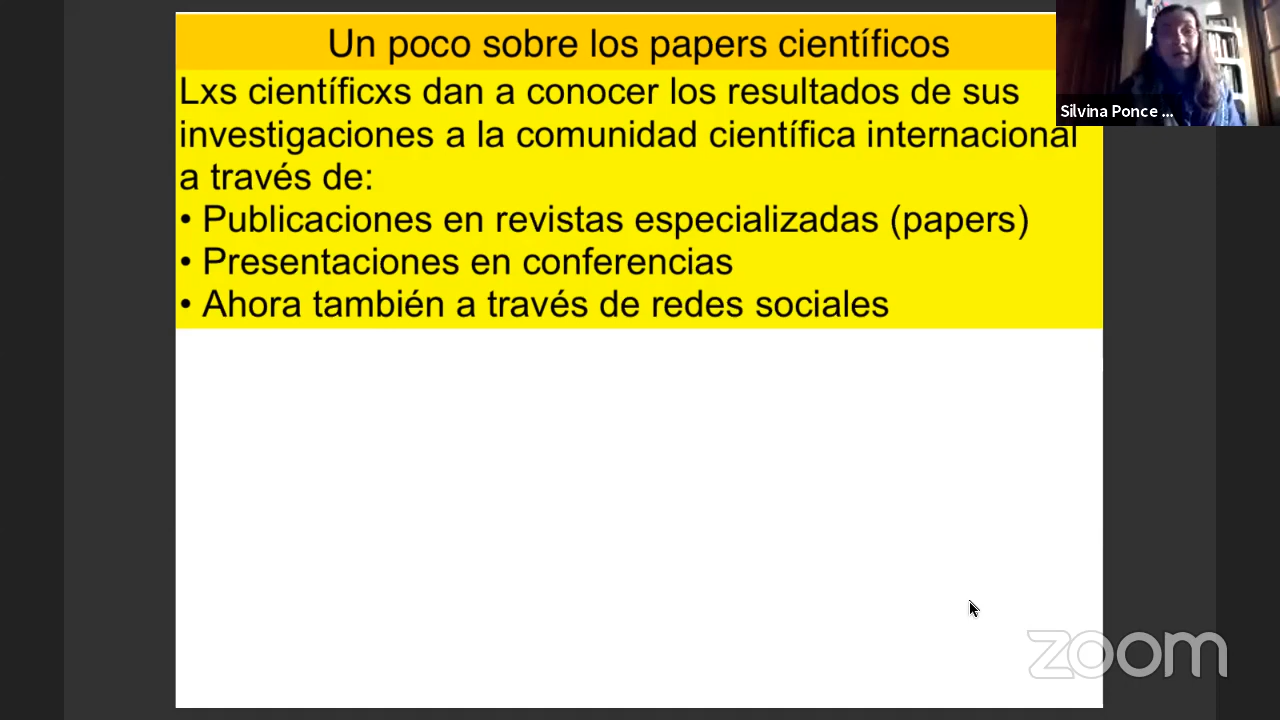 Un poco sobre los papers científicos
Lxs científicxs dan a conocer los resultados de sus
investigaciones a la comunidad científica internacional
a través de:
• Publicaciones en revistas especializadas (papers)
• Presentaciones en conferencias
• Ahora también a través de redes sociales
Silvina Ponce ...
zoom